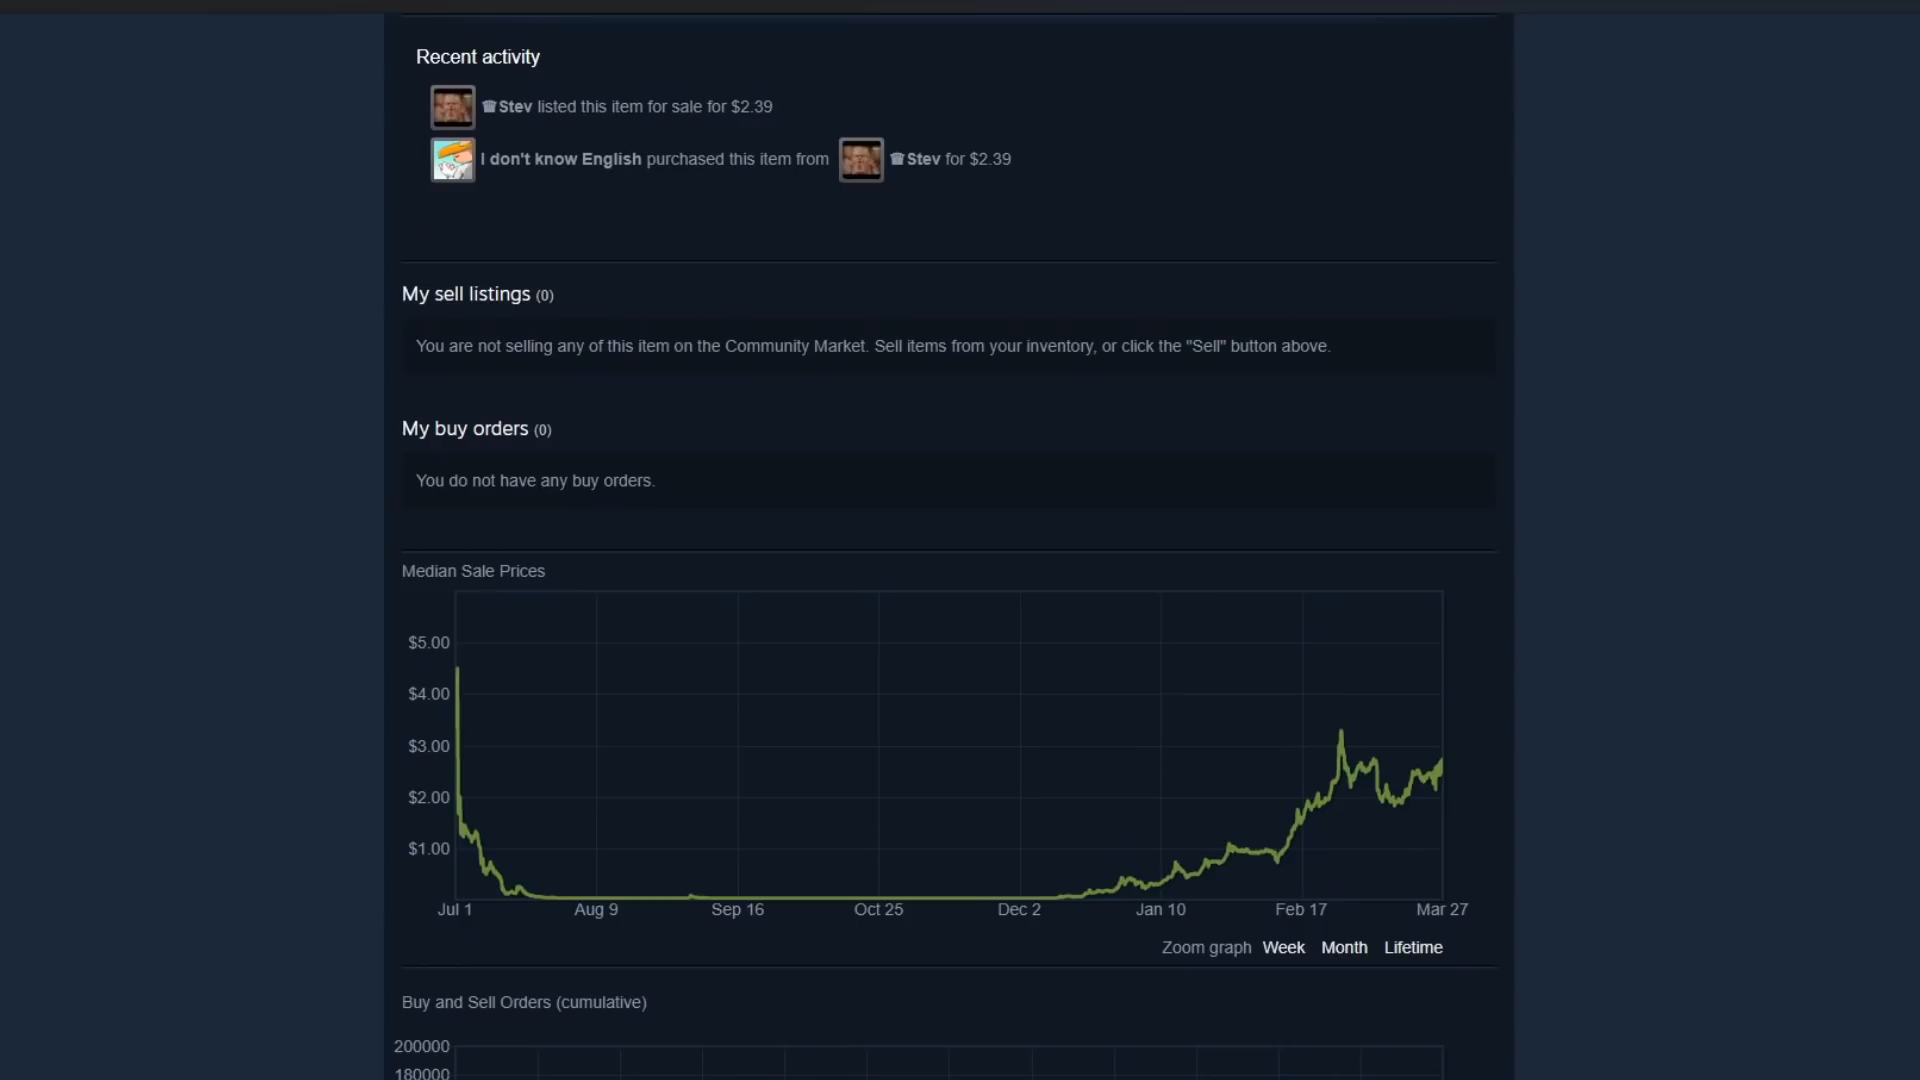 Recent activity
♛Stev listed this item for sale for $2.39
I don't know English purchased this item from ♛Stev for $2.39
My sell listings (0)
You are not selling any of this item on the Community Market. Sell items from your inventory, or click the "Sell" button above.
My buy orders (0)
You do not have any buy orders.
Median Sale Prices
$5.00
$4.00
$3.00
$2.00
$1.00
Jul 1 Aug 9 Sep 16 Oct 25 Dec 2 Jan 10 Feb 17 Mar 27
Zoom graph Week Month Lifetime
Buy and Sell Orders (cumulative)
200000
180000